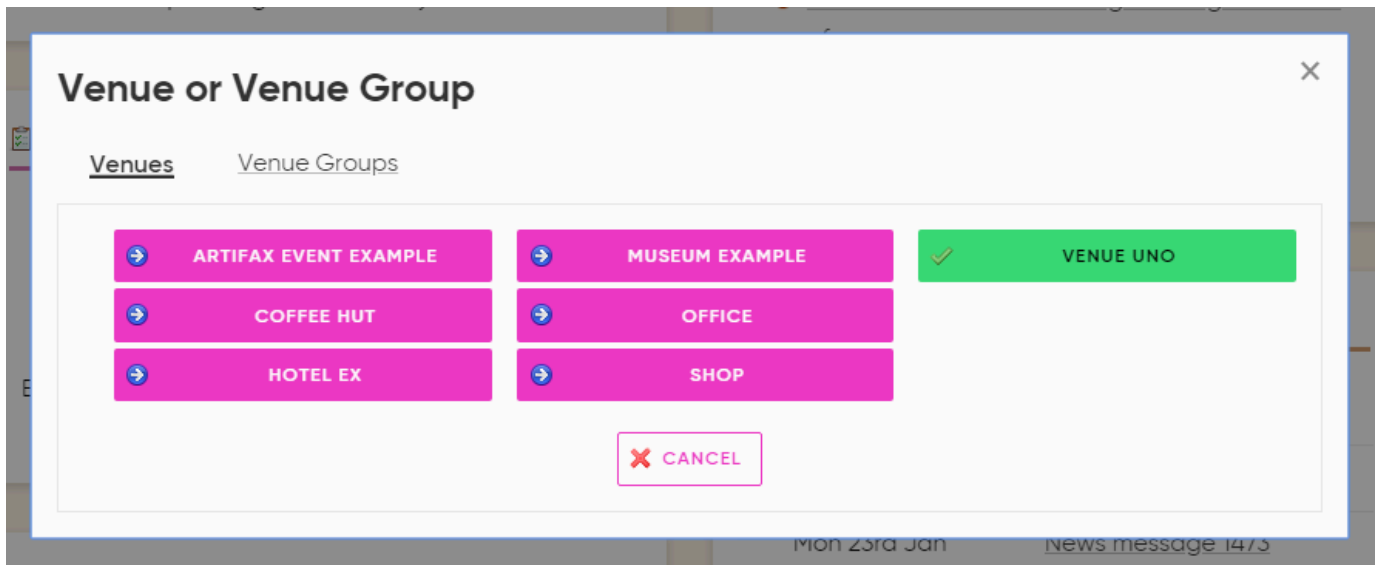 Venue or Venue Group
Venues Venue Groups
ARTIFAX EVENT EXAMPLE MUSEUM EXAMPLE VENUE UNO
COFFEE HUT OFFICE
HOTEL EX SHOP
CANCEL
Mon 23rd Jan News message 1473